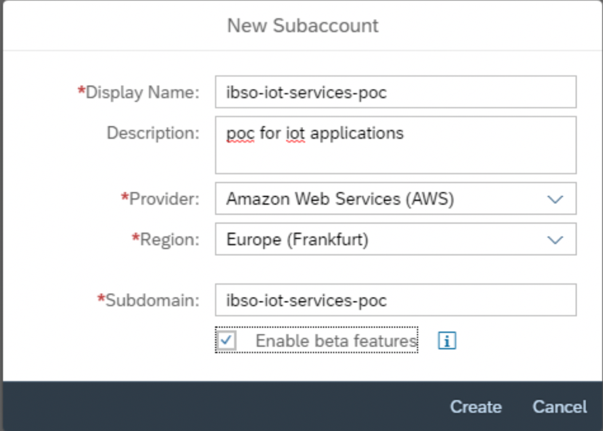 New Subaccount
*Display Name: ibso-iot-services-poc
Description: poc for iot applications
*Provider: Amazon Web Services (AWS)
*Region: Europe (Frankfurt)
*Subdomain: ibso-iot-services-poc
Enable beta features i
Create Cancel